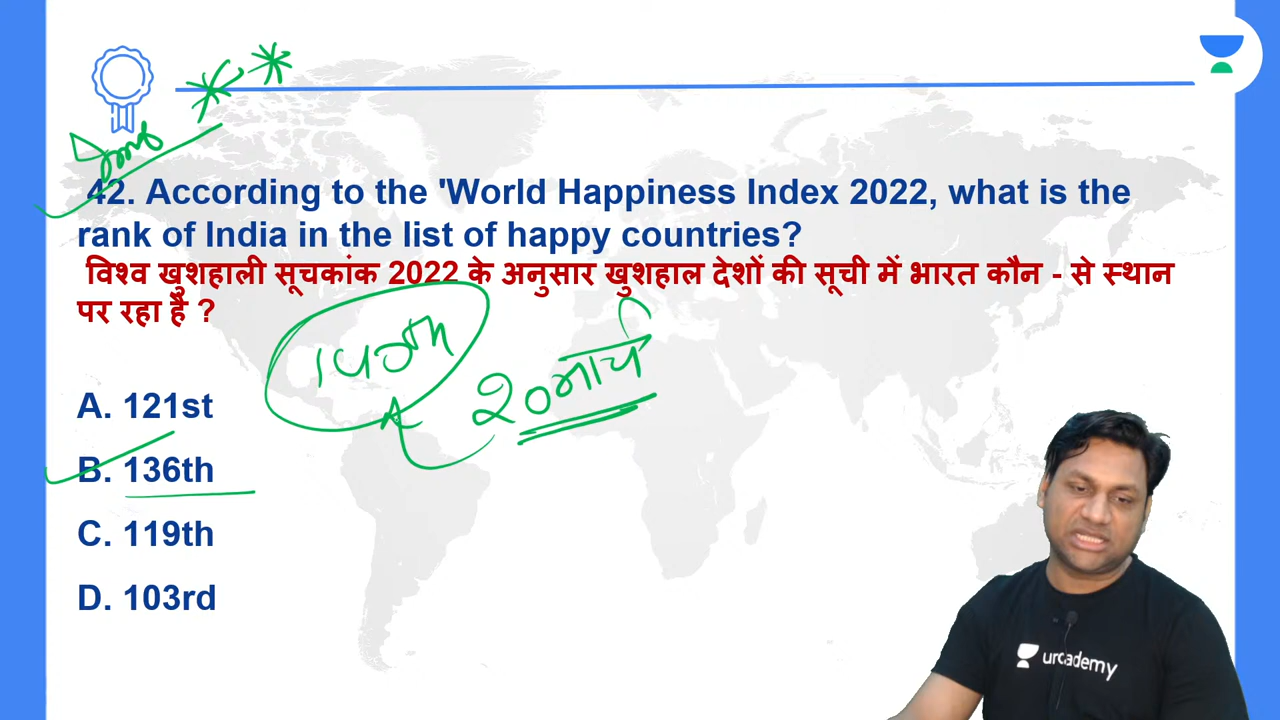 42. According to the 'World Happiness Index 2022, what is the
rank of India in the list of happy countries?
विश्व खुशहाली सूचकांक 2022 के अनुसार खुशहाल देशों की सूची में भारत कौन - से स्थान
पर रहा है ?
20 मार्च
A. 121st
B. 136th
C. 119th
D. 103rd
unacademy